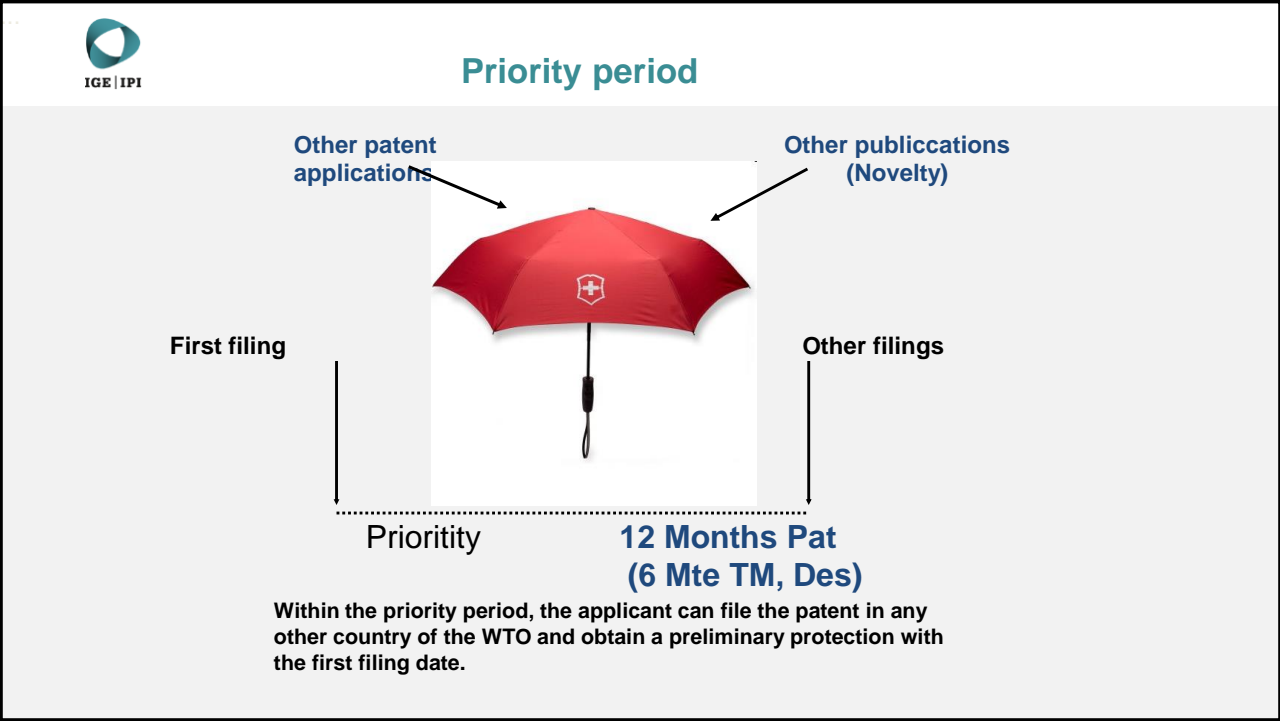 ...
IGE | IPI
Priority period
Other patent
applications
Other publiccations
(Novelty)
First filing
Other filings
Prioritity
12 Months Pat
(6 Mte TM, Des)
Within the priority period, the applicant can file the patent in any
other country of the WTO and obtain a preliminary protection with
the first filing date.